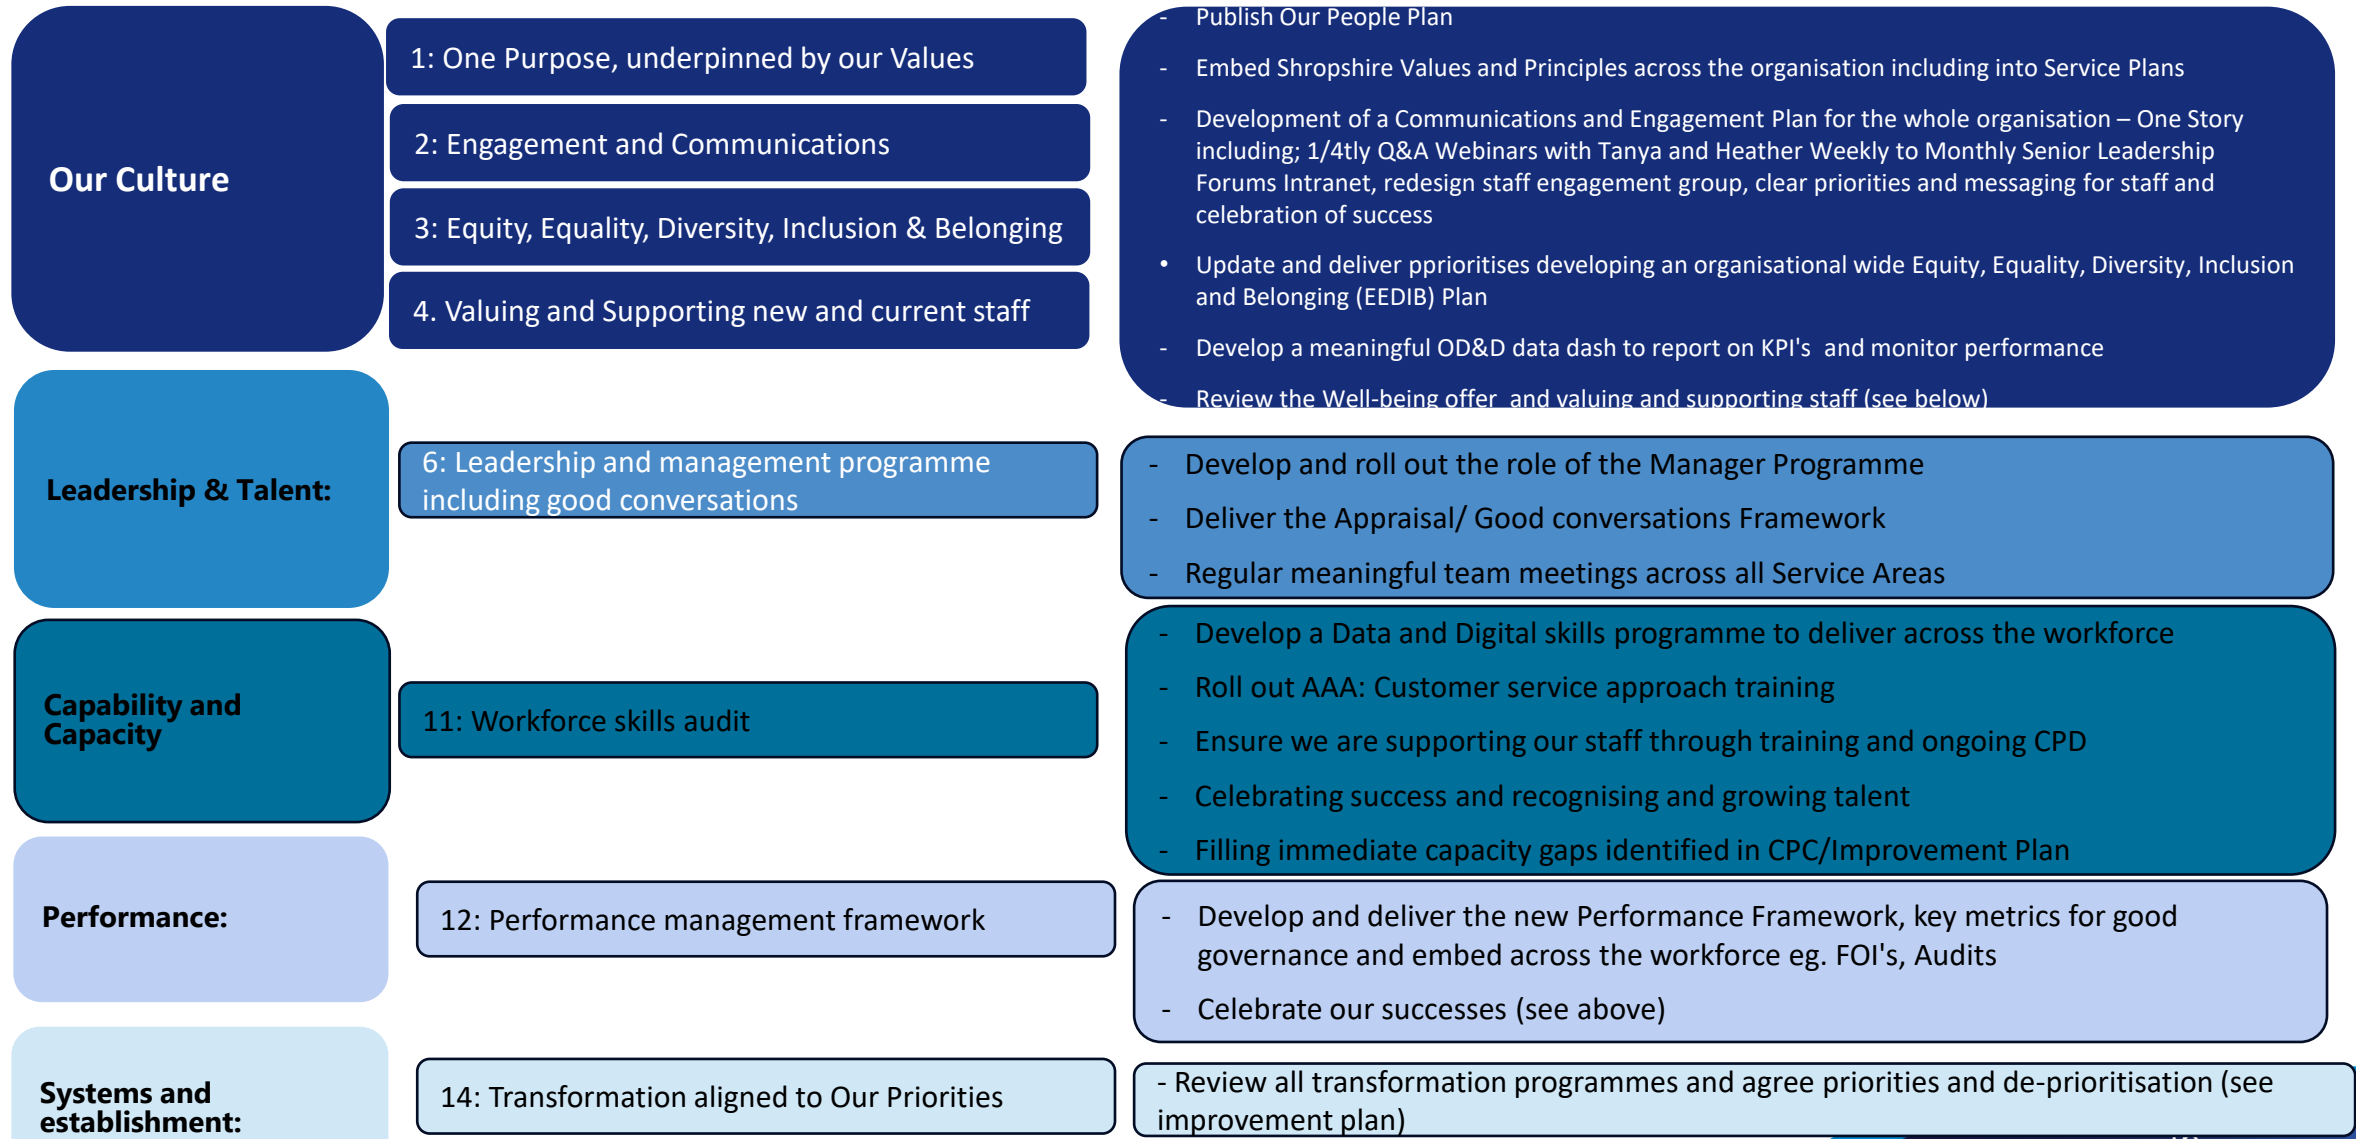 Our Culture
1: One Purpose, underpinned by our Values
2: Engagement and Communications
3: Equity, Equality, Diversity, Inclusion & Belonging
4. Valuing and Supporting new and current staff
- Publish Our People Plan
- Embed Shropshire Values and Principles across the organisation including into Service Plans
- Development of a Communications and Engagement Plan for the whole organisation – One Story
including; 1/4tly Q&A Webinars with Tanya and Heather Weekly to Monthly Senior Leadership
Forums Intranet, redesign staff engagement group, clear priorities and messaging for staff and
celebration of success
• Update and deliver pprioritises developing an organisational wide Equity, Equality, Diversity, Inclusion
and Belonging (EEDIB) Plan
- Develop a meaningful OD&D data dash to report on KPI's and monitor performance
- Review the Well-being offer and valuing and supporting staff (see below)
Leadership & Talent:
6: Leadership and management programme
including good conversations
- Develop and roll out the role of the Manager Programme
- Deliver the Appraisal/ Good conversations Framework
- Regular meaningful team meetings across all Service Areas
Capability and
Capacity
11: Workforce skills audit
- Develop a Data and Digital skills programme to deliver across the workforce
- Roll out AAA: Customer service approach training
- Ensure we are supporting our staff through training and ongoing CPD
- Celebrating success and recognising and growing talent
- Filling immediate capacity gaps identified in CPC/Improvement Plan
Performance:
12: Performance management framework
- Develop and deliver the new Performance Framework, key metrics for good
governance and embed across the workforce eg. FOI's, Audits
- Celebrate our successes (see above)
Systems and
establishment:
14: Transformation aligned to Our Priorities
- Review all transformation programmes and agree priorities and de-prioritisation (see
improvement plan)